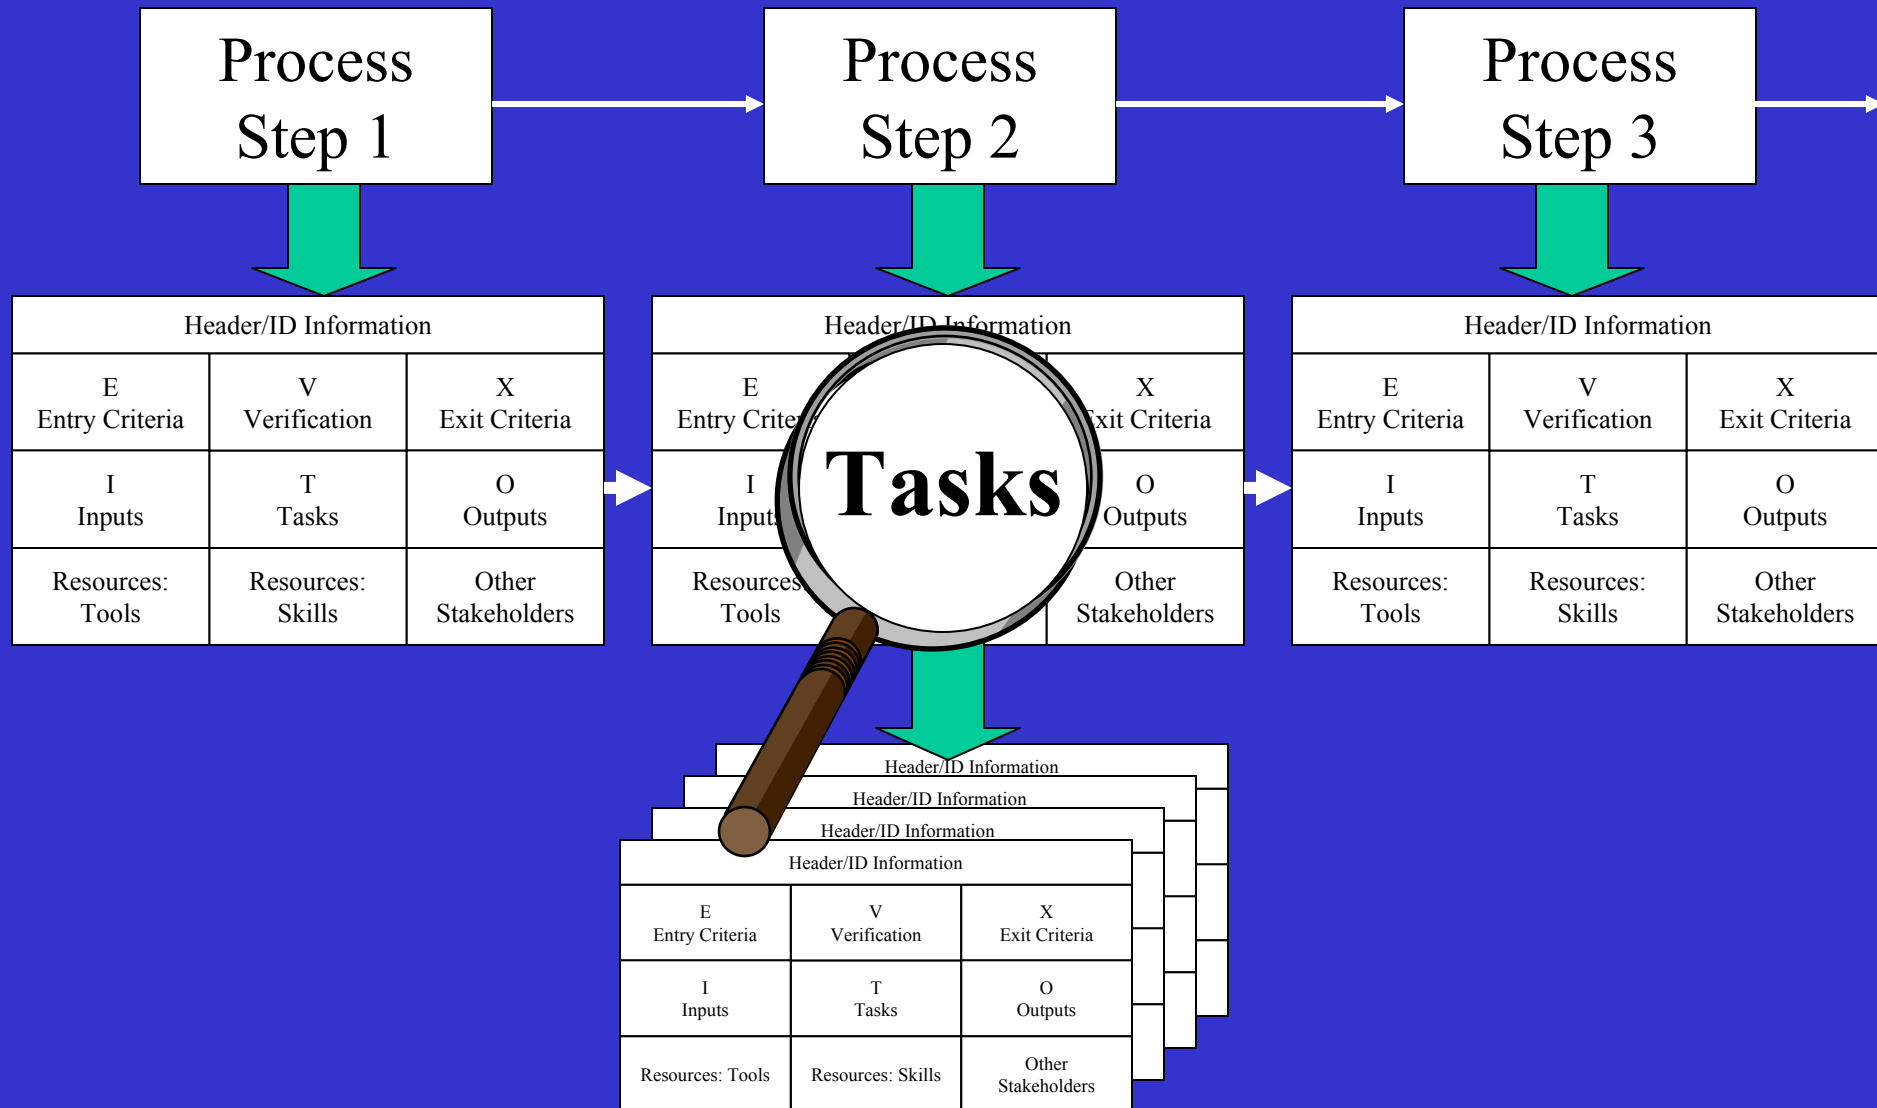 Process
Step 1
Process
Step 2
Process
Step 3
Header/ID Information
E
Entry Criteria
V
Verification
X
Exit Criteria
I
Inputs
T
Tasks
O
Outputs
Resources:
Tools
Resources:
Skills
Other
Stakeholders
Header/ID Information
E
Entry
X
Exit Criteria
I
Inputs
Tasks
O
Outputs
Resources:
Tools
Other
Stakeholders
Header/ID Information
E
Entry Criteria
V
Verification
X
Exit Criteria
I
Inputs
T
Tasks
O
Outputs
Resources:
Tools
Resources:
Skills
Other
Stakeholders
Header/ID Information
Header/ID Information
Header/ID Information
Header/ID Information
E
Entry Criteria
V
Verification
X
Exit Criteria
I
Inputs
T
Tasks
O
Outputs
Resources: Tools
Resources: Skills
Other
Stakeholders